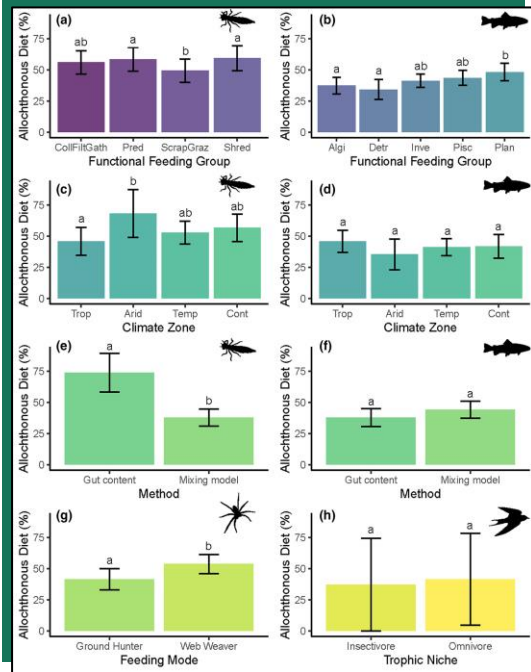 (a)
Allochthonous Diet (%)
75
50
25
0
ab
a
b
a
CollFiltGath Pred ScrapGraz Shred
Functional Feeding Group
(b)
Allochthonous Diet (%)
75
50
25
0
a
a
ab
ab
b
Algi Detr Inve Pisc Plan
Functional Feeding Group
(c)
Allochthonous Diet (%)
75
50
25
0
a
b
ab
ab
Trop Arid Temp Cont
Climate Zone
(d)
Allochthonous Diet (%)
75
50
25
0
a
a
a
a
Trop Arid Temp Cont
Climate Zone
(e)
Allochthonous Diet (%)
75
50
25
0
a
b
Gut content Mixing model
Method
(f)
Allochthonous Diet (%)
75
50
25
0
a
a
Gut content Mixing model
Method
(g)
Allochthonous Diet (%)
75
50
25
0
a
b
Ground Hunter Web Weaver
Feeding Mode
(h)
Allochthonous Diet (%)
75
50
25
0
a
a
Insectivore Omnivore
Trophic Niche